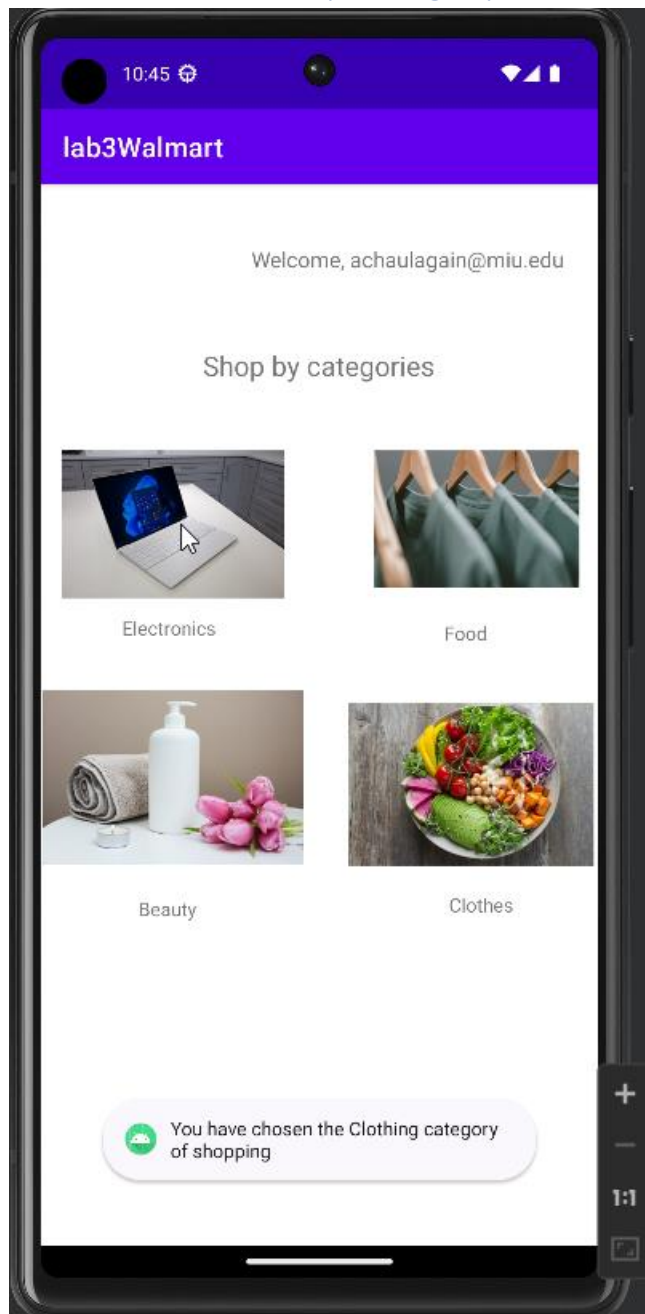 10:45
lab3Walmart
Welcome, achaulagain@miu.edu
Shop by categories
Electronics
Food
Beauty
Clothes
You have chosen the Clothing category
of shopping
1:1